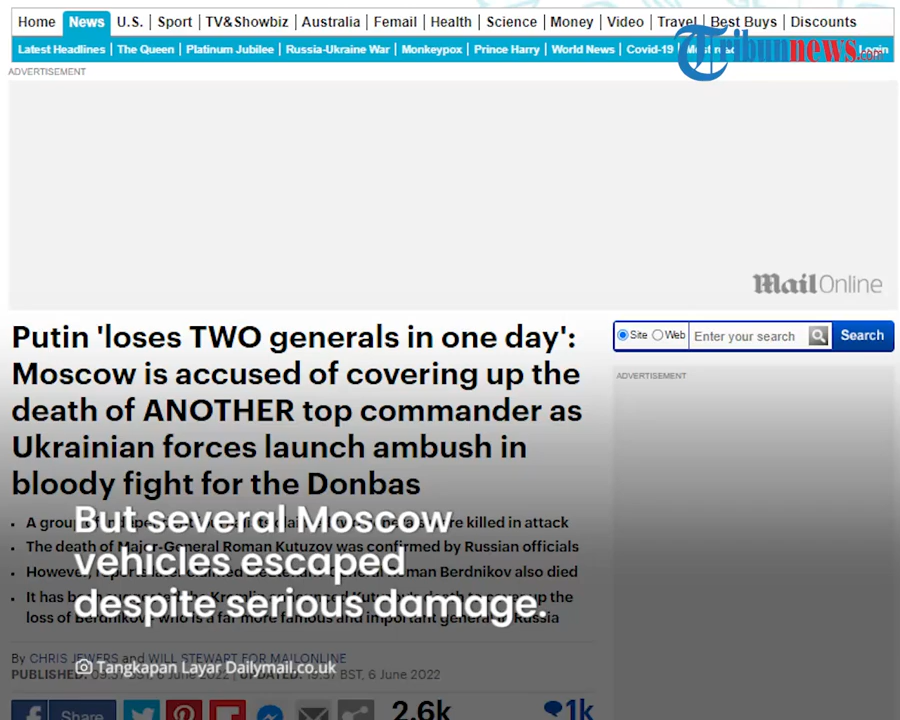 Home News U.S. Sport TV&Showbiz Australia Femail Health Science Money Video Travel Best Buys Discounts
Latest Headlines The Queen Platinum Jubilee Russia-Ukraine War Monkeypox Prince Harry World News Covid-19 Login
Tribunnews.com
ADVERTISEMENT
Mail Online
Putin 'loses TWO generals in one day':
Moscow is accused of covering up the
death of ANOTHER top commander as
Ukrainian forces launch ambush in
bloody fight for the Donbas
Site Web Enter your search Search
ADVERTISEMENT
A group killed in attack
The death of Major-General Roman Kutuzov was confirmed by Russian officials
However, Berdnikov also died
It has the
loss of Berdnikov - who is a far more famous and important general in Russia
But several Moscow
vehicles escaped
despite serious damage.
By CHRIS JEWERS and WILL STEWART FOR MAILONLINE
Tangkapan Layar Dailymail.co.uk
PUBLISHED: BST, 6 June 2022 | UPDATED: BST, 6 June 2022
Share 2.6k 1k